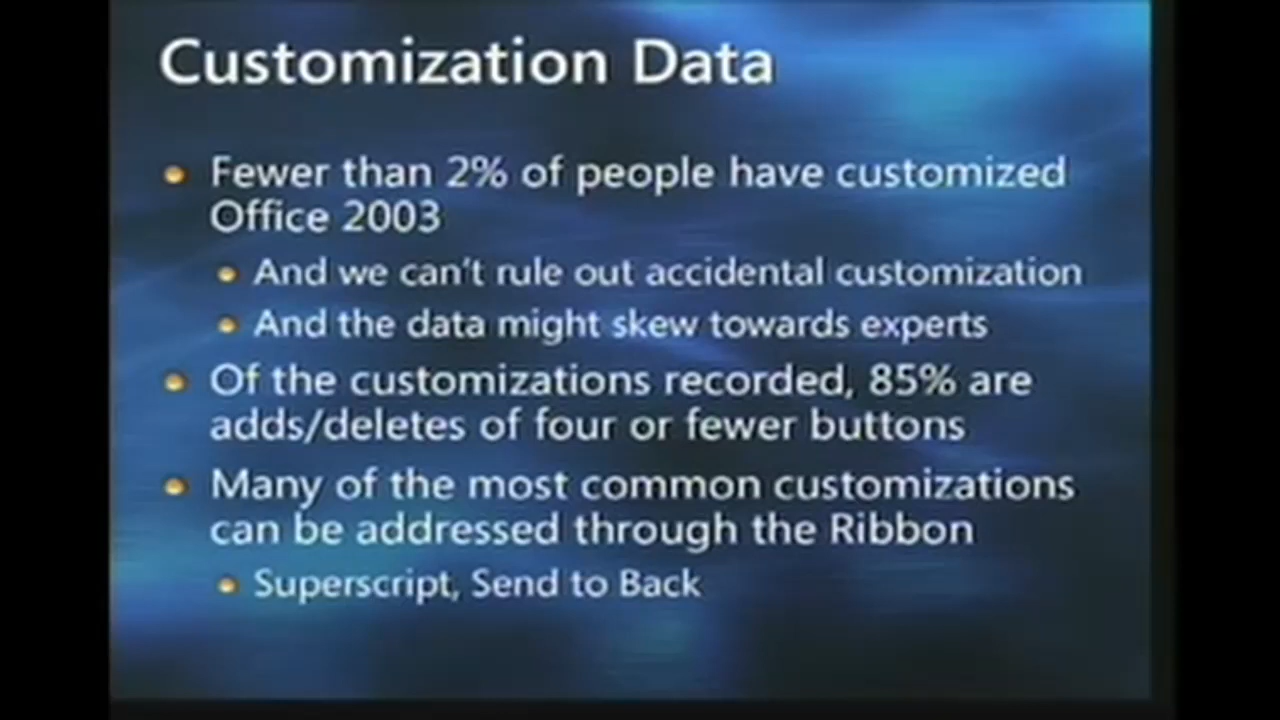 Customization Data
Fewer than 2% of people have customized
Office 2003
And we can't rule out accidental customization
And the data might skew towards experts
Of the customizations recorded, 85% are
adds/deletes of four or fewer buttons
Many of the most common customizations
can be addressed through the Ribbon
Superscript, Send to Back